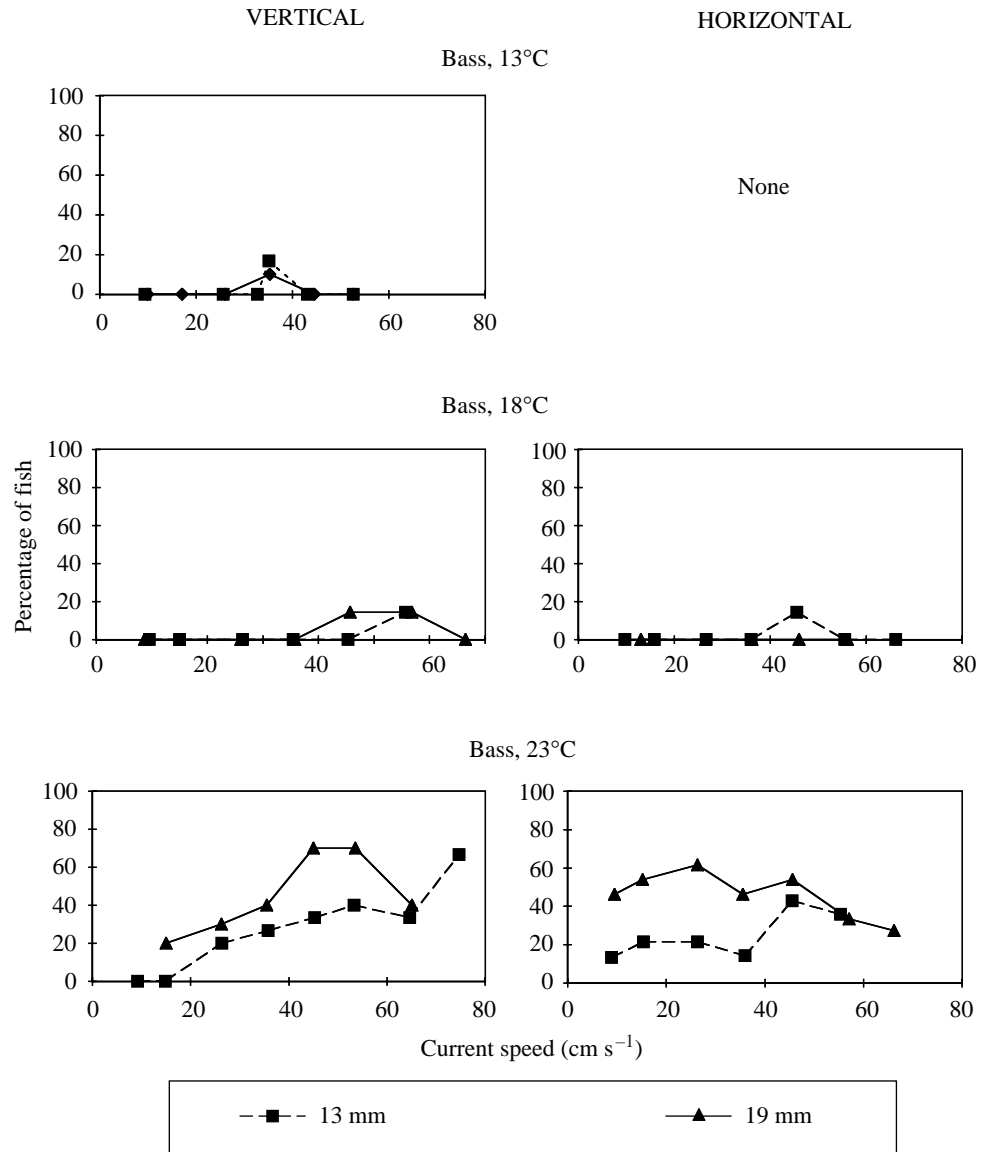 VERTICAL HORIZONTAL
Bass, 13°C
100
80
60
40
20
0
0 20 40 60 80
None
Bass, 18°C
Percentage of fish
100
80
60
40
20
0
0 20 40 60
100
80
60
40
20
0
0 20 40 60 80
Bass, 23°C
100
80
60
40
20
0
0 20 40 60 80
100
80
60
40
20
0
0 20 40 60 80
Current speed (cm s⁻¹)
13 mm 19 mm